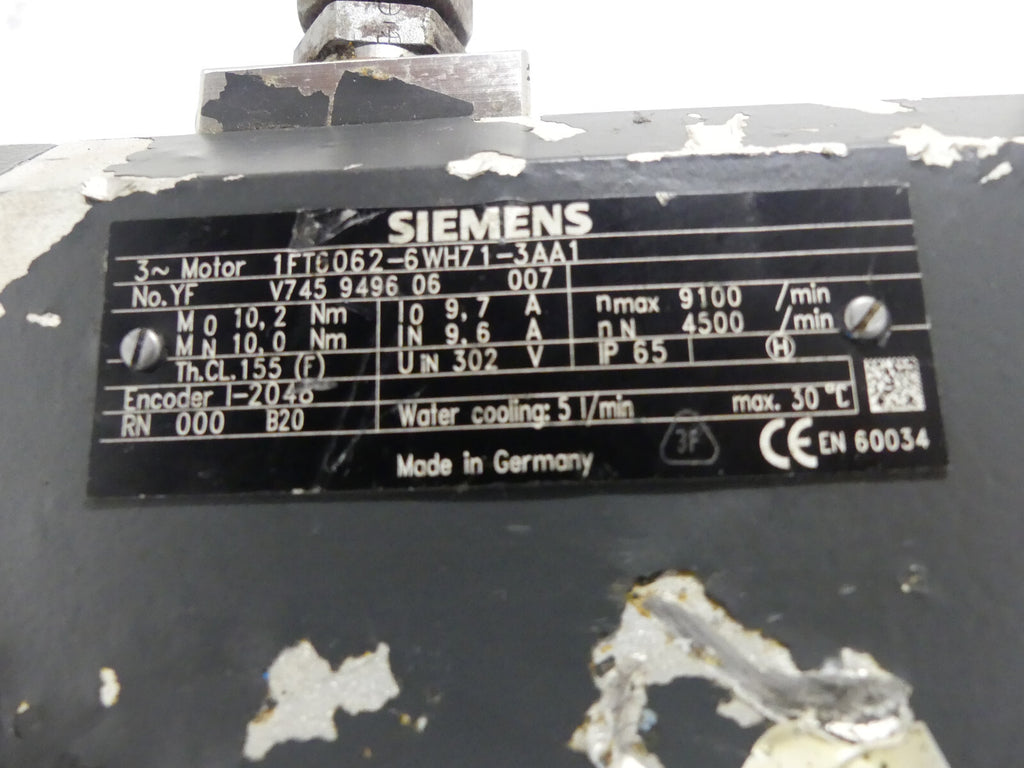 SIEMENS
3~ Motor 1FT6062-6WH71-3AA1
No.YF V745 9496 06 007
M0 10,2 Nm I0 9,7 A nmax 9100 /min
MN 10,0 Nm IN 9,6 A nN 4500 /min
Th.CL.155 (F) UIN 302 V IP 65 H
Encoder I-2048
RN 000 B20 Water cooling: 5 l/min max. 30 °C
3F CE EN 60034
Made in Germany